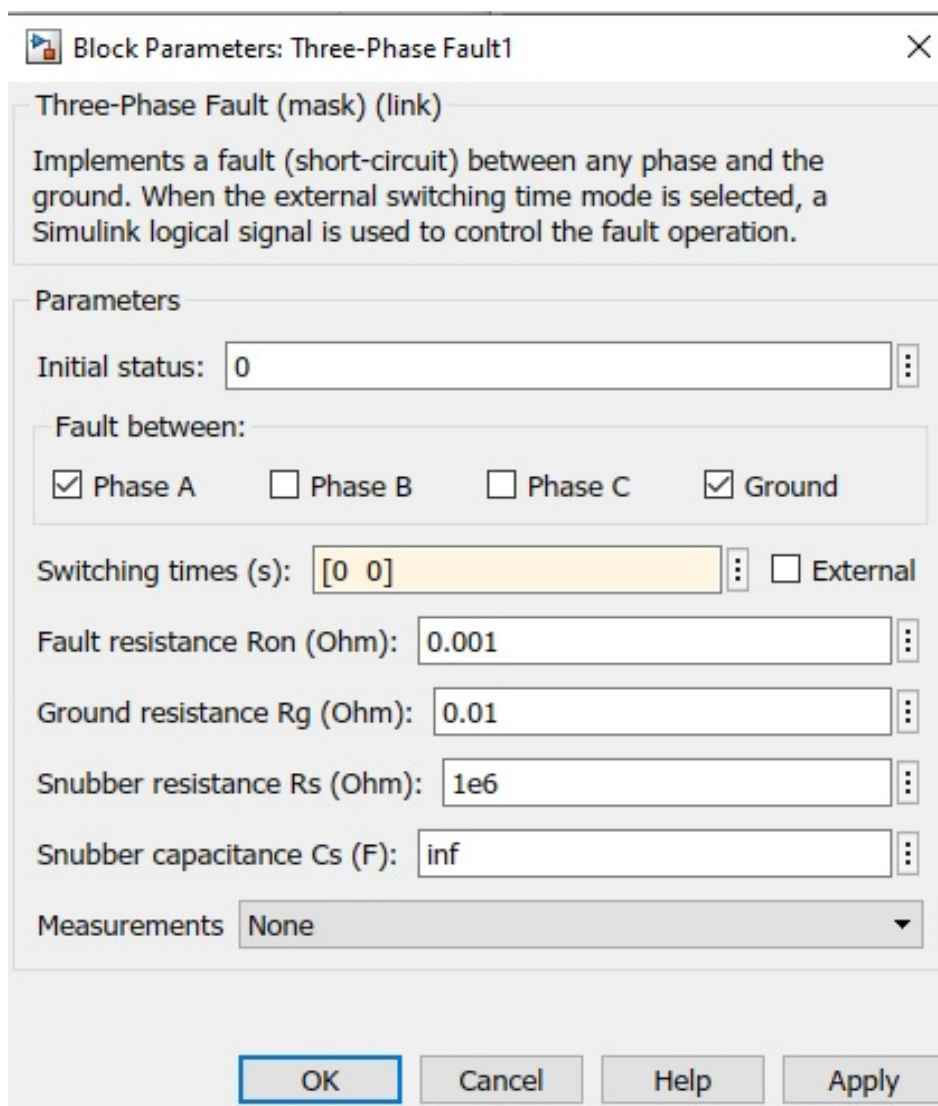 Block Parameters: Three-Phase Fault1
Three-Phase Fault (mask) (link)
Implements a fault (short-circuit) between any phase and the
ground. When the external switching time mode is selected, a
Simulink logical signal is used to control the fault operation.
Parameters
Initial status: 0
Fault between:
Phase A Phase B Phase C Ground
Switching times (s): [0  0] External
Fault resistance Ron (Ohm): 0.001
Ground resistance Rg (Ohm): 0.01
Snubber resistance Rs (Ohm): 1e6
Snubber capacitance Cs (F): inf
Measurements None
OK Cancel Help Apply